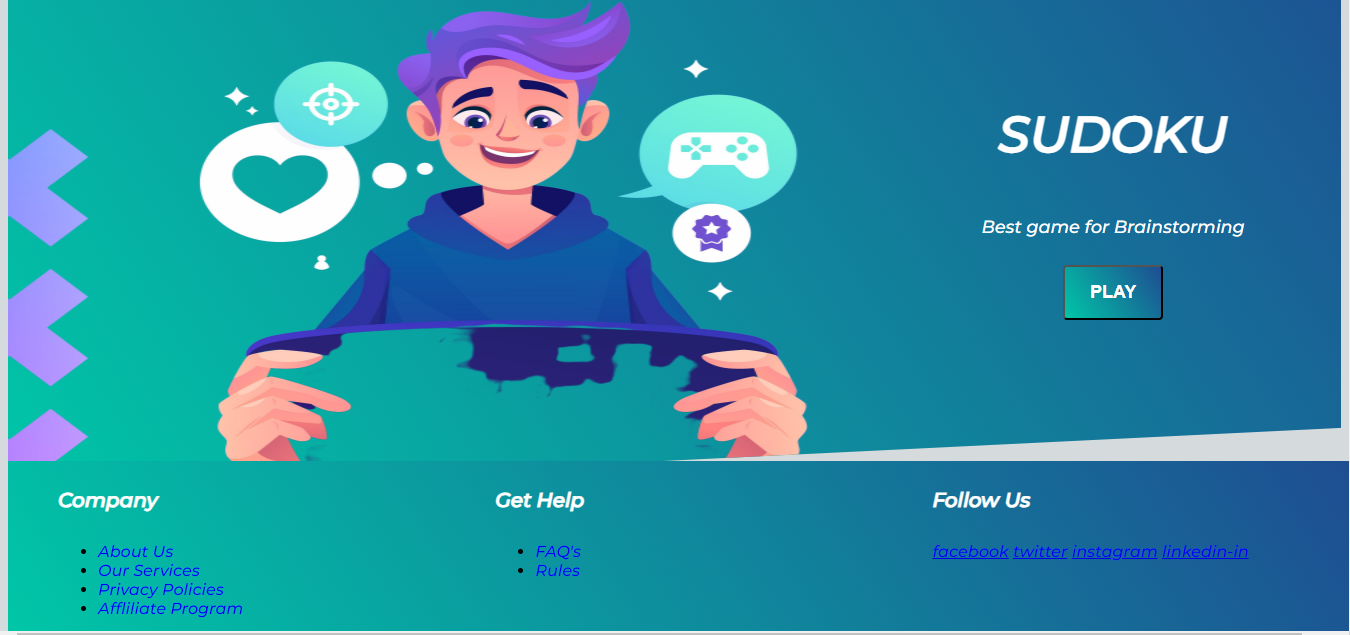 SUDOKU
Best game for Brainstorming
PLAY
Company
About Us
Our Services
Privacy Policies
Affliliate Program
Get Help
FAQ's
Rules
Follow Us
facebook twitter instagram linkedin-in